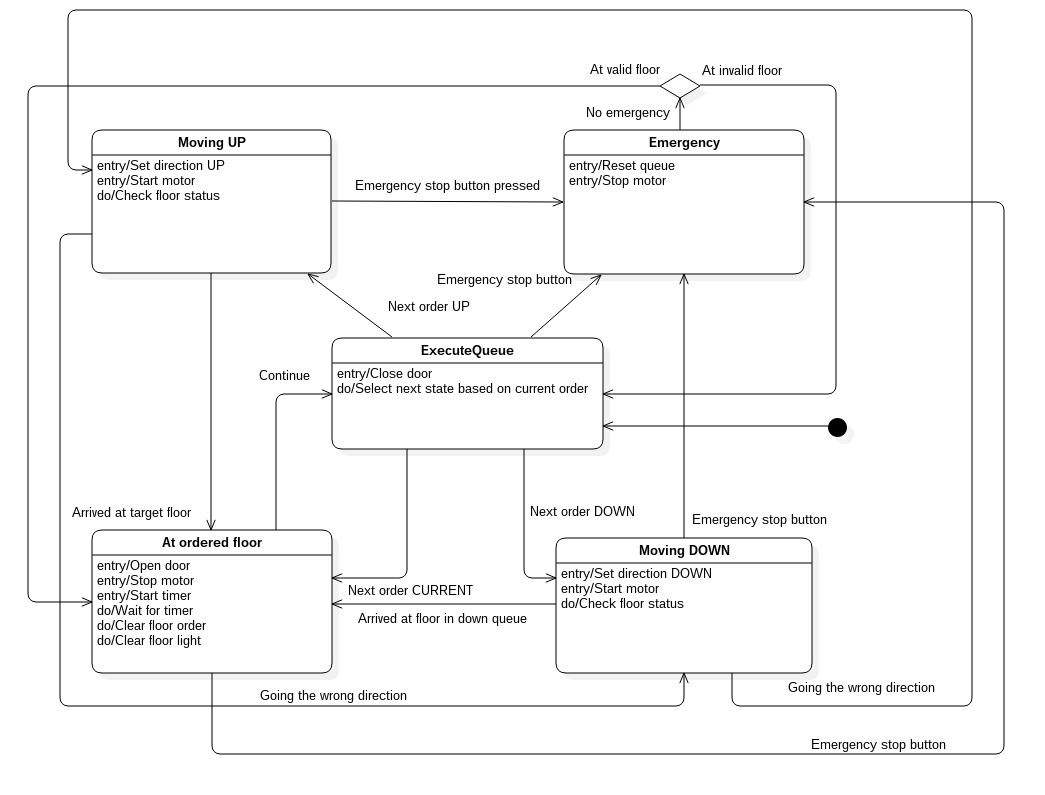 At valid floor
At invalid floor
No emergency
Moving UP
entry/Set direction UP
entry/Start motor
do/Check floor status
Emergency stop button pressed
Emergency
entry/Reset queue
entry/Stop motor
Emergency stop button
Next order UP
ExecuteQueue
entry/Close door
do/Select next state based on current order
Continue
Arrived at target floor
Next order DOWN
Emergency stop button
At ordered floor
entry/Open door
entry/Stop motor
entry/Start timer
do/Wait for timer
do/Clear floor order
do/Clear floor light
Next order CURRENT
Arrived at floor in down queue
Moving DOWN
entry/Set direction DOWN
entry/Start motor
do/Check floor status
Going the wrong direction
Going the wrong direction
Emergency stop button